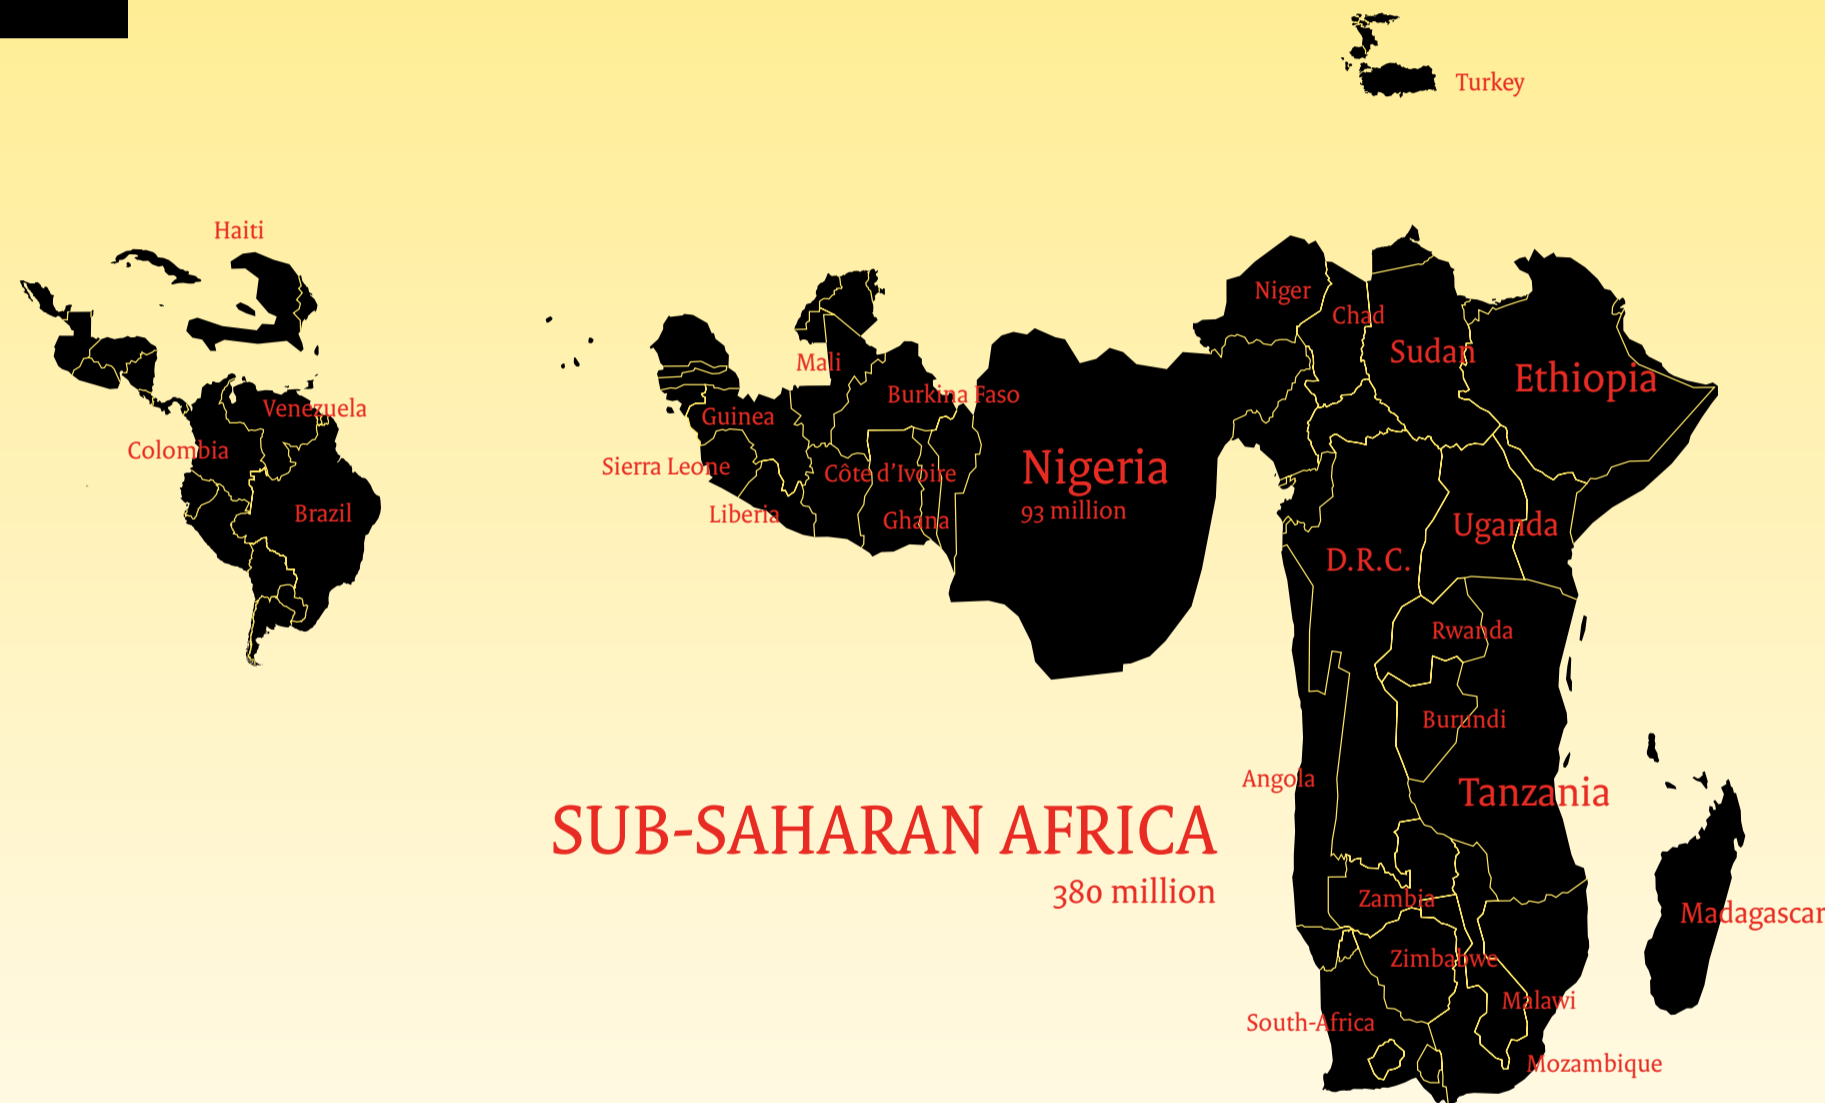 Turkey
Haiti
Niger
Chad
Sudan
Mali
Ethiopia
Burkina Faso
Venezuela
Guinea
Colombia
Sierra Leone
Côte d’Ivoire
Nigeria
93 million
Brazil
Liberia
Ghana
Uganda
D.R.C.
Rwanda
Burundi
Angola
Tanzania
SUB-SAHARAN AFRICA
380 million
Zambia
Madagascar
Zimbabwe
Malawi
South-Africa
Mozambique